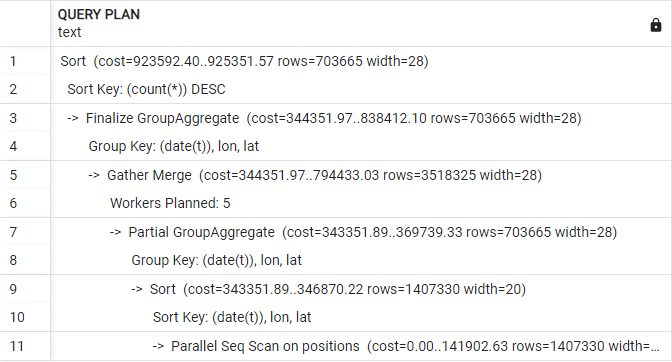 QUERY PLAN
text
1 Sort (cost=923592.40..925351.57 rows=703665 width=28)
2 Sort Key: (count(*)) DESC
3 -> Finalize GroupAggregate (cost=344351.97..838412.10 rows=703665 width=28)
4 Group Key: (date(t)), lon, lat
5 -> Gather Merge (cost=344351.97..794433.03 rows=3518325 width=28)
6 Workers Planned: 5
7 -> Partial GroupAggregate (cost=343351.89..369739.33 rows=703665 width=28)
8 Group Key: (date(t)), lon, lat
9 -> Sort (cost=343351.89..346870.22 rows=1407330 width=20)
10 Sort Key: (date(t)), lon, lat
11 -> Parallel Seq Scan on positions (cost=0.00..141902.63 rows=1407330 width=...